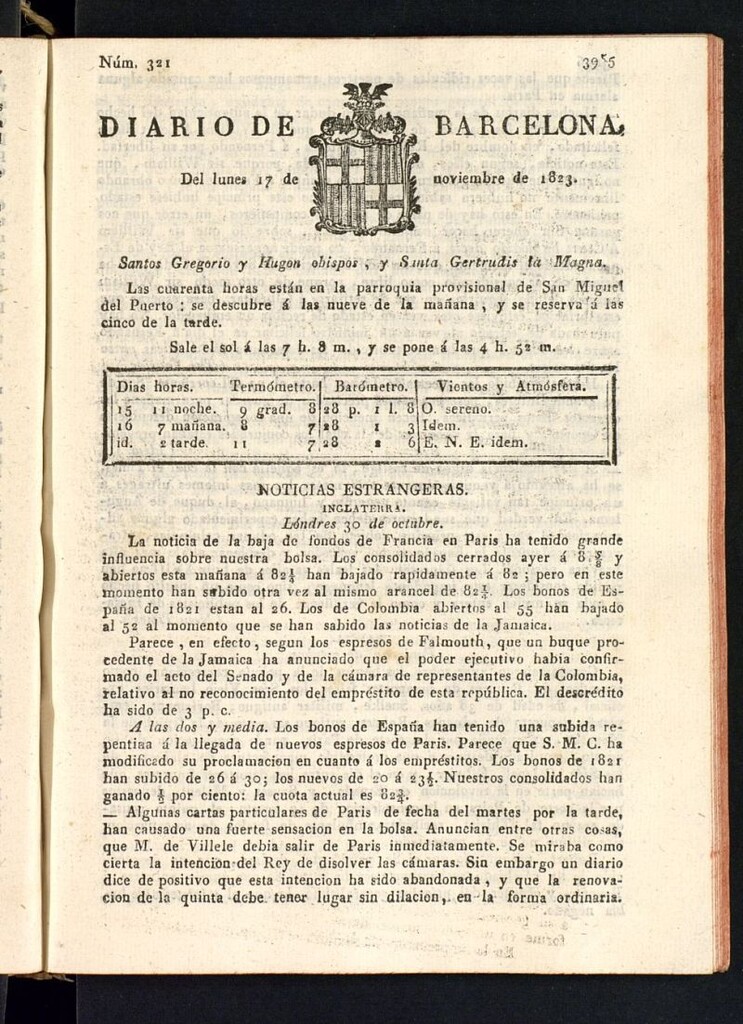 Núm. 321 3955
DIARIO DE BARCELONA,
Del lunes 17 de noviembre de 1823.
Santos Gregorio y Hugon obispos, y Santa Gertrudis la Magna.
Las cuarenta horas están en la parroquia provisional de San Miguel
del Puerto: se descubre á las nueve de la mañana, y se reserva á las
cinco de la tarde.
Sale el sol á las 7 h. 8 m., y se pone á las 4 h. 52 m.
Dias horas. Termómetro. Barómetro. Vientos y Atmósfera.
15 11 noche. 9 grad. 8 28 p. 1 l. 8 O. sereno.
16 7 mañana. 8 7 28 1 3 Idem.
id. 2 tarde. 11 7 28 2 6 E. N. E. idem.
NOTICIAS ESTRANGERAS.
INGLATERRA.
Lóndres 30 de octubre.
La noticia de la baja de fondos de Francia en Paris ha tenido grande
influencia sobre nuestra bolsa. Los consolidados cerrados ayer á 8. 5/8 y
abiertos esta mañana á 82½ han bajado rapidamente á 82; pero en este
momento han subido otra vez al mismo arancel de 82¼. Los bonos de Es-
paña de 1821 estan al 26. Los de Colombia abiertos al 55 han bajado
al 52 al momento que se han sabido las noticias de la Jamaica.
Parece, en efecto, segun los espresos de Falmouth, que un buque pro-
cedente de la Jamaica ha anunciado que el poder ejecutivo habia confir-
mado el acto del Senado y de la cámara de representantes de la Colombia,
relativo al no reconocimiento del empréstito de esta república. El descrédito
ha sido de 3 p. c.
A las dos y media. Los bonos de España han tenido una subida re-
pentina á la llegada de nuevos espresos de Paris. Parece que S. M. C. ha
modificado su proclamacion en cuanto á los empréstitos. Los bonos de 1821
han subido de 26 á 30; los nuevos de 20 á 23½. Nuestros consolidados han
ganado ½ por ciento: la cuota actual es 82¾.
— Algunas cartas particulares de Paris de fecha del martes por la tarde,
han causado una fuerte sensacion en la bolsa. Anuncian entre otras cosas,
que M. de Villele debia salir de Paris inmediatamente. Se miraba como
cierta la intencion del Rey de disolver las cámaras. Sin embargo un diario
dice de positivo que esta intencion ha sido abandonada, y que la renova-
cion de la quinta debe tener lugar sin dilacion, en la forma ordinaria.